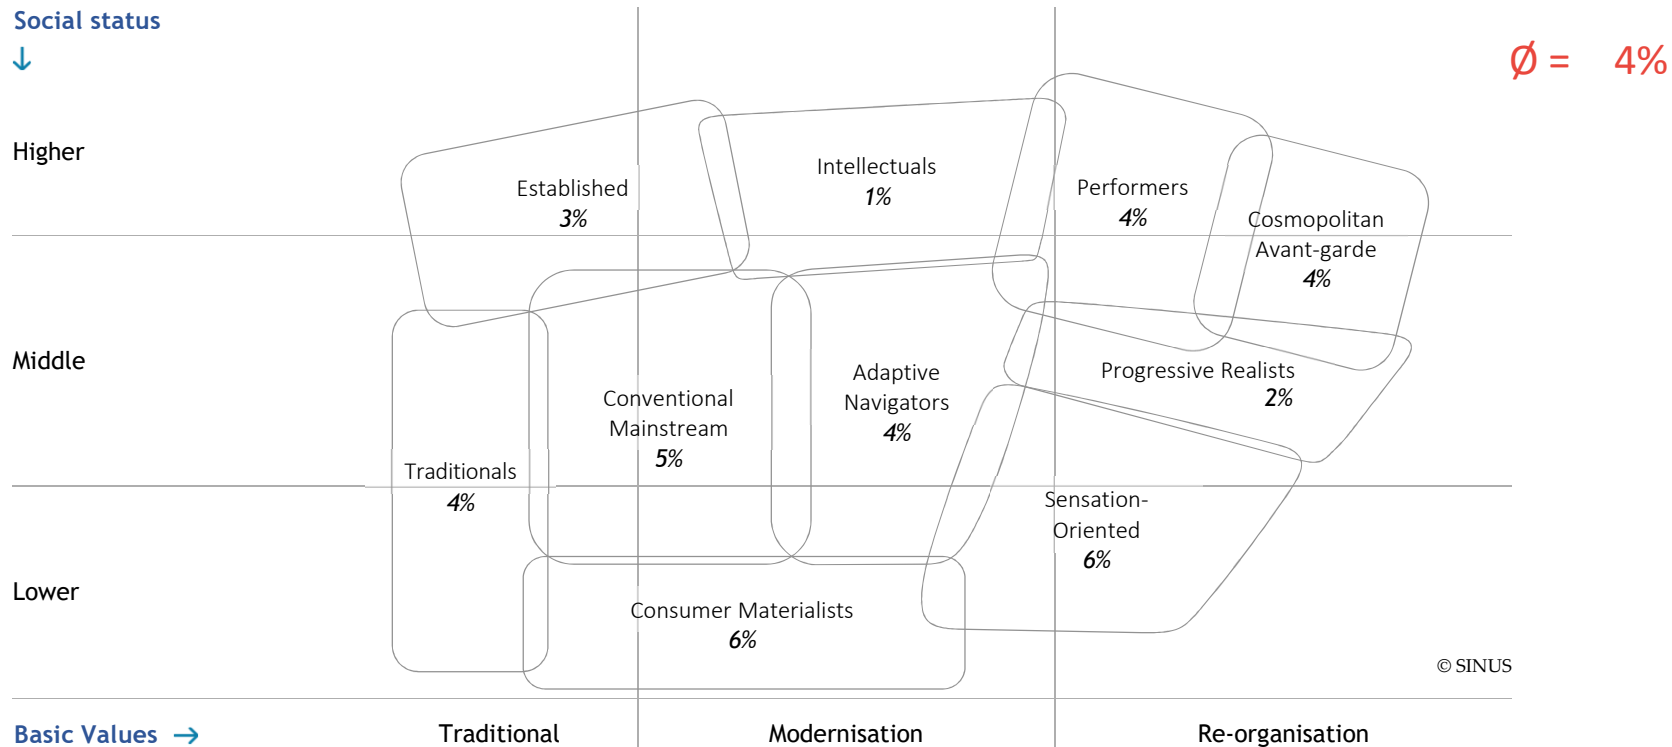 Social status
↓
Ø = 4%
Higher
Established
3%
Intellectuals
1%
Performers
4%
Cosmopolitan
Avant-garde
4%
Middle
Traditionals
4%
Conventional
Mainstream
5%
Adaptive
Navigators
4%
Progressive Realists
2%
Sensation-
Oriented
6%
Lower
Consumer Materialists
6%
© SINUS
Basic Values →
Traditional
Modernisation
Re-organisation